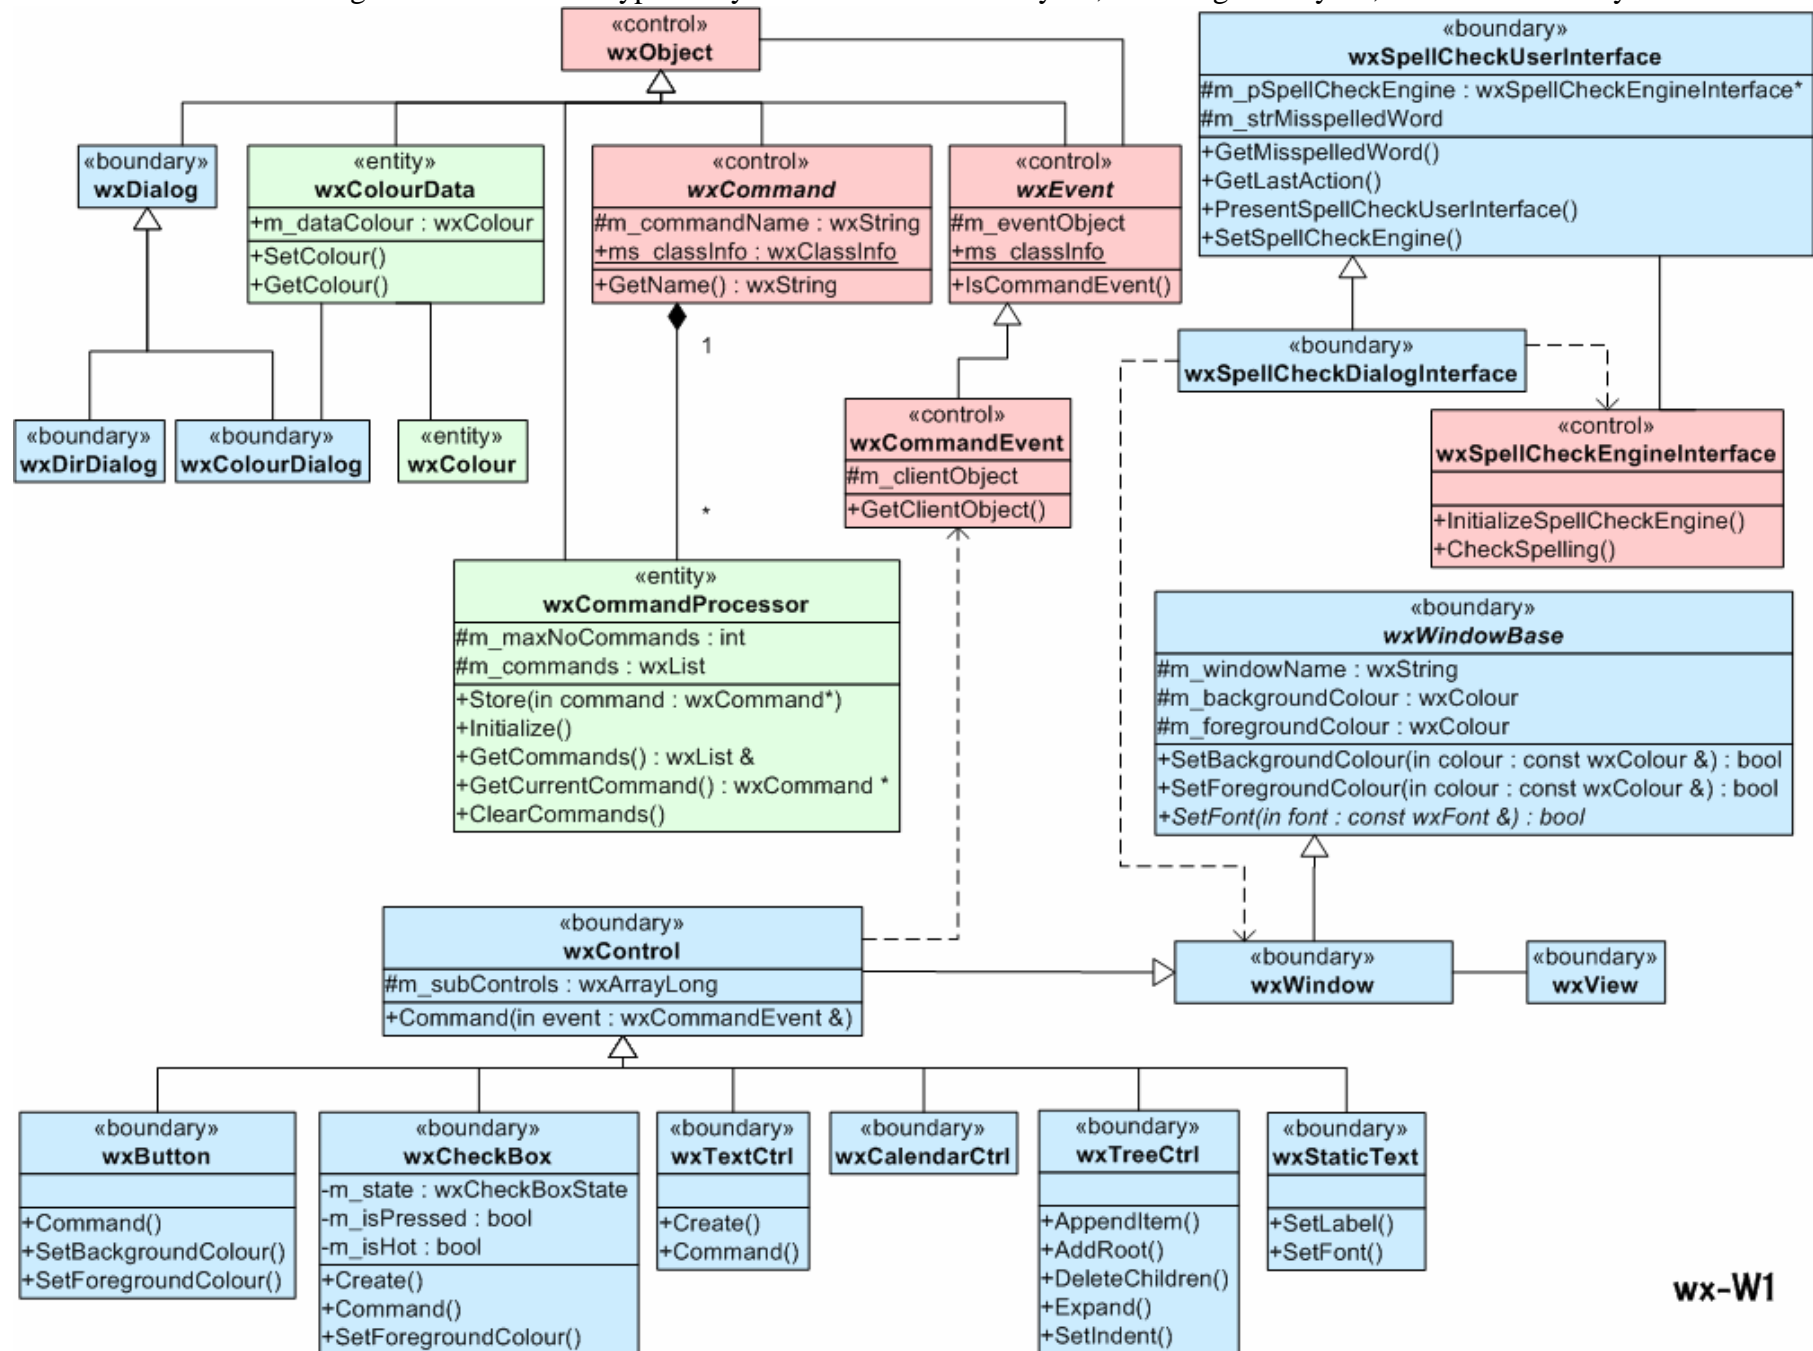 «control»
wxObject
«boundary»
wxSpellCheckUserInterface
#m_pSpellCheckEngine : wxSpellCheckEngineInterface*
#m_strMisspelledWord
+GetMisspelledWord()
+GetLastAction()
+PresentSpellCheckUserInterface()
+SetSpellCheckEngine()
«boundary»
wxDialog
«entity»
wxColourData
+m_dataColour : wxColour
+SetColour()
+GetColour()
«control»
wxCommand
#m_commandName : wxString
+ms_classInfo : wxClassInfo
+GetName() : wxString
«control»
wxEvent
#m_eventObject
+ms_classInfo
+IsCommandEvent()
1
*
«boundary»
wxSpellCheckDialogInterface
«boundary»
wxDirDialog
«boundary»
wxColourDialog
«entity»
wxColour
«control»
wxCommandEvent
#m_clientObject
+GetClientObject()
«control»
wxSpellCheckEngineInterface
+InitializeSpellCheckEngine()
+CheckSpelling()
«entity»
wxCommandProcessor
#m_maxNoCommands : int
#m_commands : wxList
+Store(in command : wxCommand*)
+Initialize()
+GetCommands() : wxList &
+GetCurrentCommand() : wxCommand *
+ClearCommands()
«boundary»
wxWindowBase
#m_windowName : wxString
#m_backgroundColour : wxColour
#m_foregroundColour : wxColour
+SetBackgroundColour(in colour : const wxColour &) : bool
+SetForegroundColour(in colour : const wxColour &) : bool
+SetFont(in font : const wxFont &) : bool
«boundary»
wxControl
#m_subControls : wxArrayLong
+Command(in event : wxCommandEvent &)
«boundary»
wxWindow
«boundary»
wxView
«boundary»
wxButton
+Command()
+SetBackgroundColour()
+SetForegroundColour()
«boundary»
wxCheckBox
-m_state : wxCheckBoxState
-m_isPressed : bool
-m_isHot : bool
+Create()
+Command()
+SetForegroundColour()
«boundary»
wxTextCtrl
+Create()
+Command()
«boundary»
wxCalendarCtrl
«boundary»
wxTreeCtrl
+AppendItem()
+AddRoot()
+DeleteChildren()
+Expand()
+SetIndent()
«boundary»
wxStaticText
+SetLabel()
+SetFont()
wx-W1